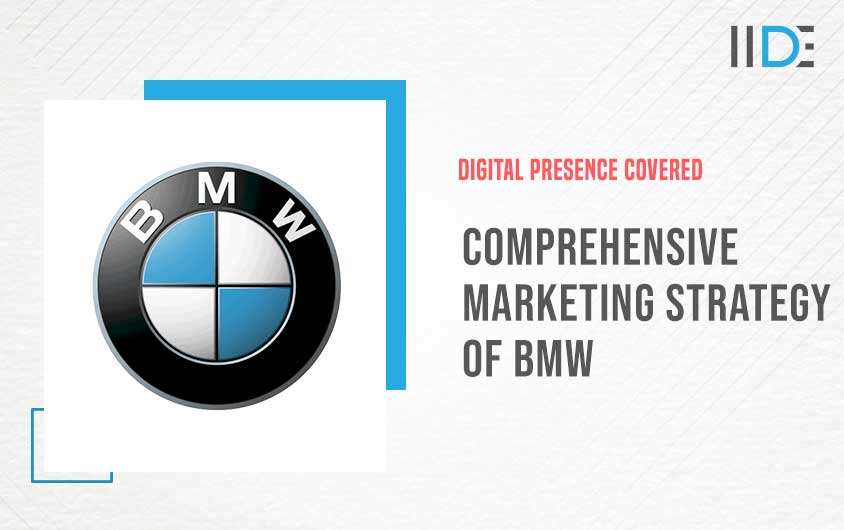 IIDE
BMW
DIGITAL PRESENCE COVERED
COMPREHENSIVE
MARKETING STRATEGY
OF BMW